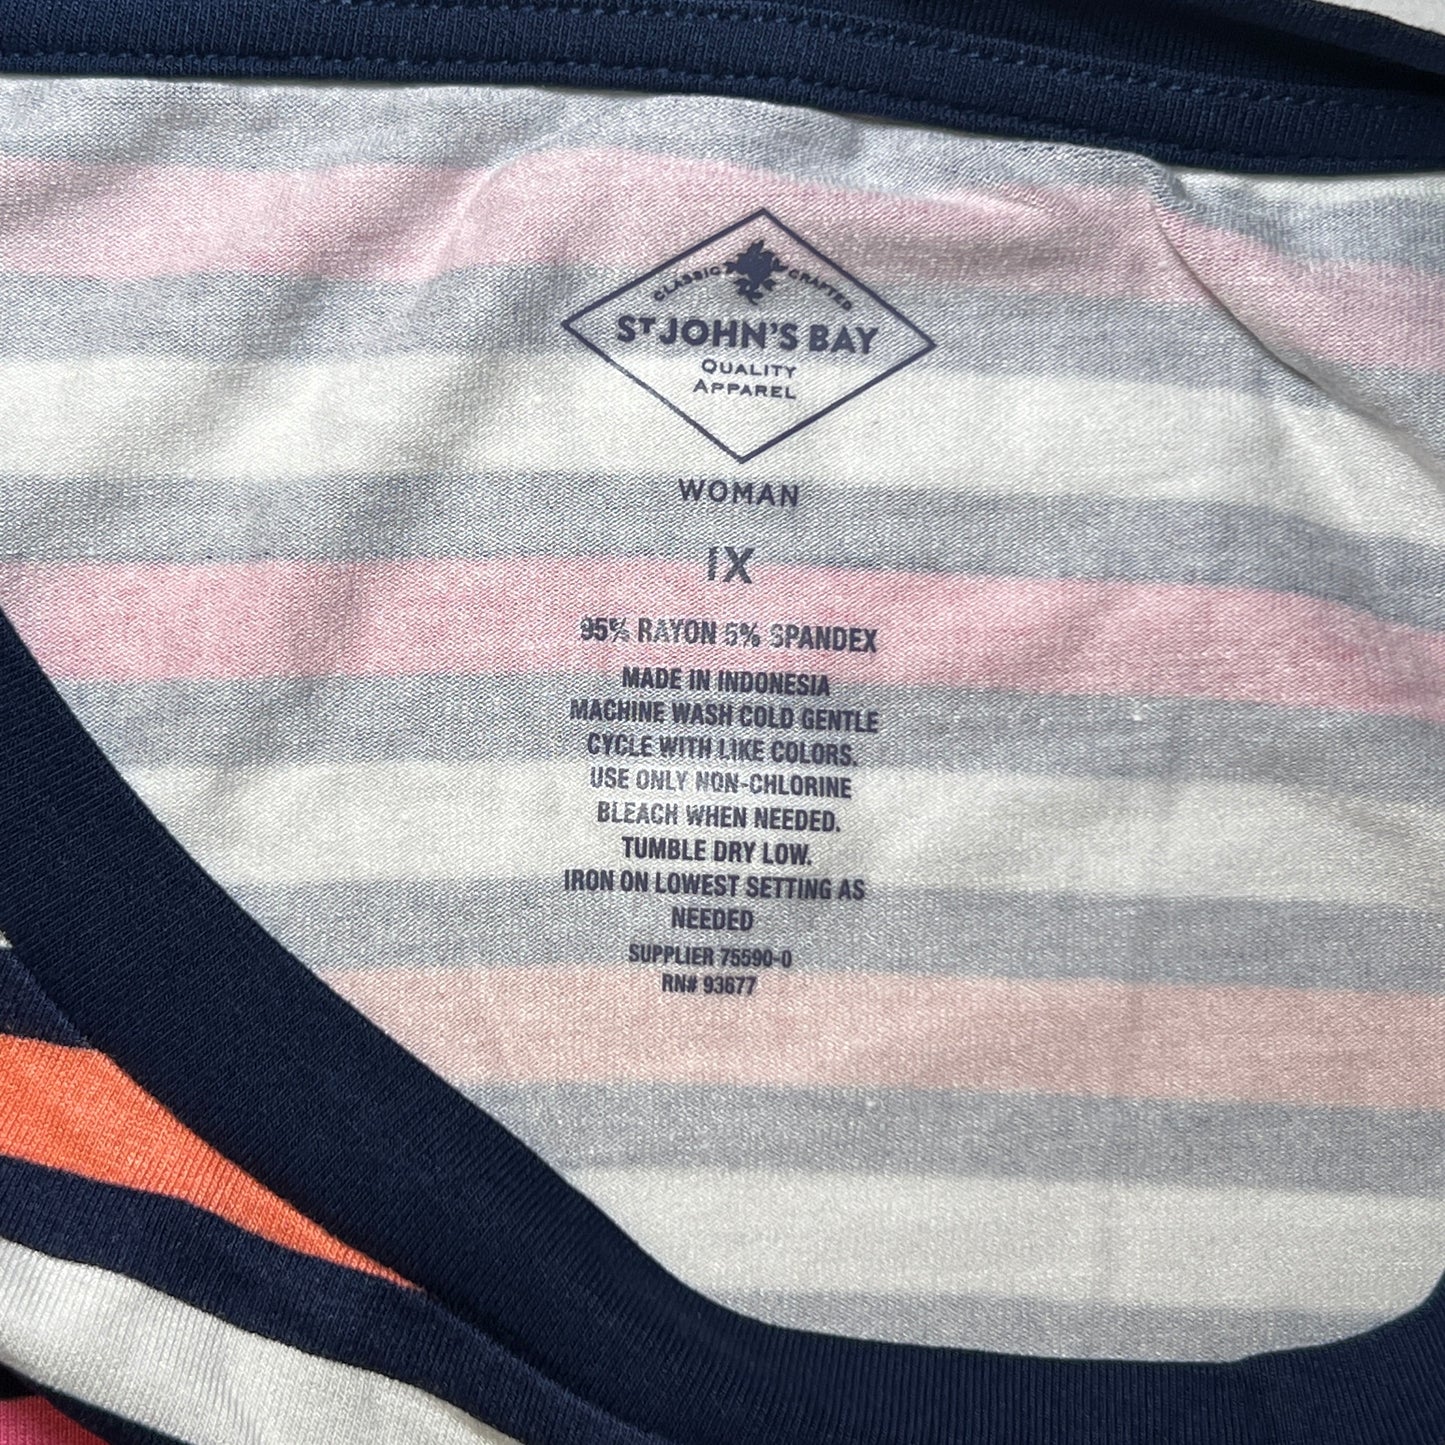 CLASSIC CRAFTED
ST JOHN'S BAY
QUALITY
APPAREL
WOMAN
1X
95% RAYON 5% SPANDEX
MADE IN INDONESIA
MACHINE WASH COLD GENTLE
CYCLE WITH LIKE COLORS.
USE ONLY NON-CHLORINE
BLEACH WHEN NEEDED.
TUMBLE DRY LOW.
IRON ON LOWEST SETTING AS
NEEDED
SUPPLIER 75590-0
RN# 93677